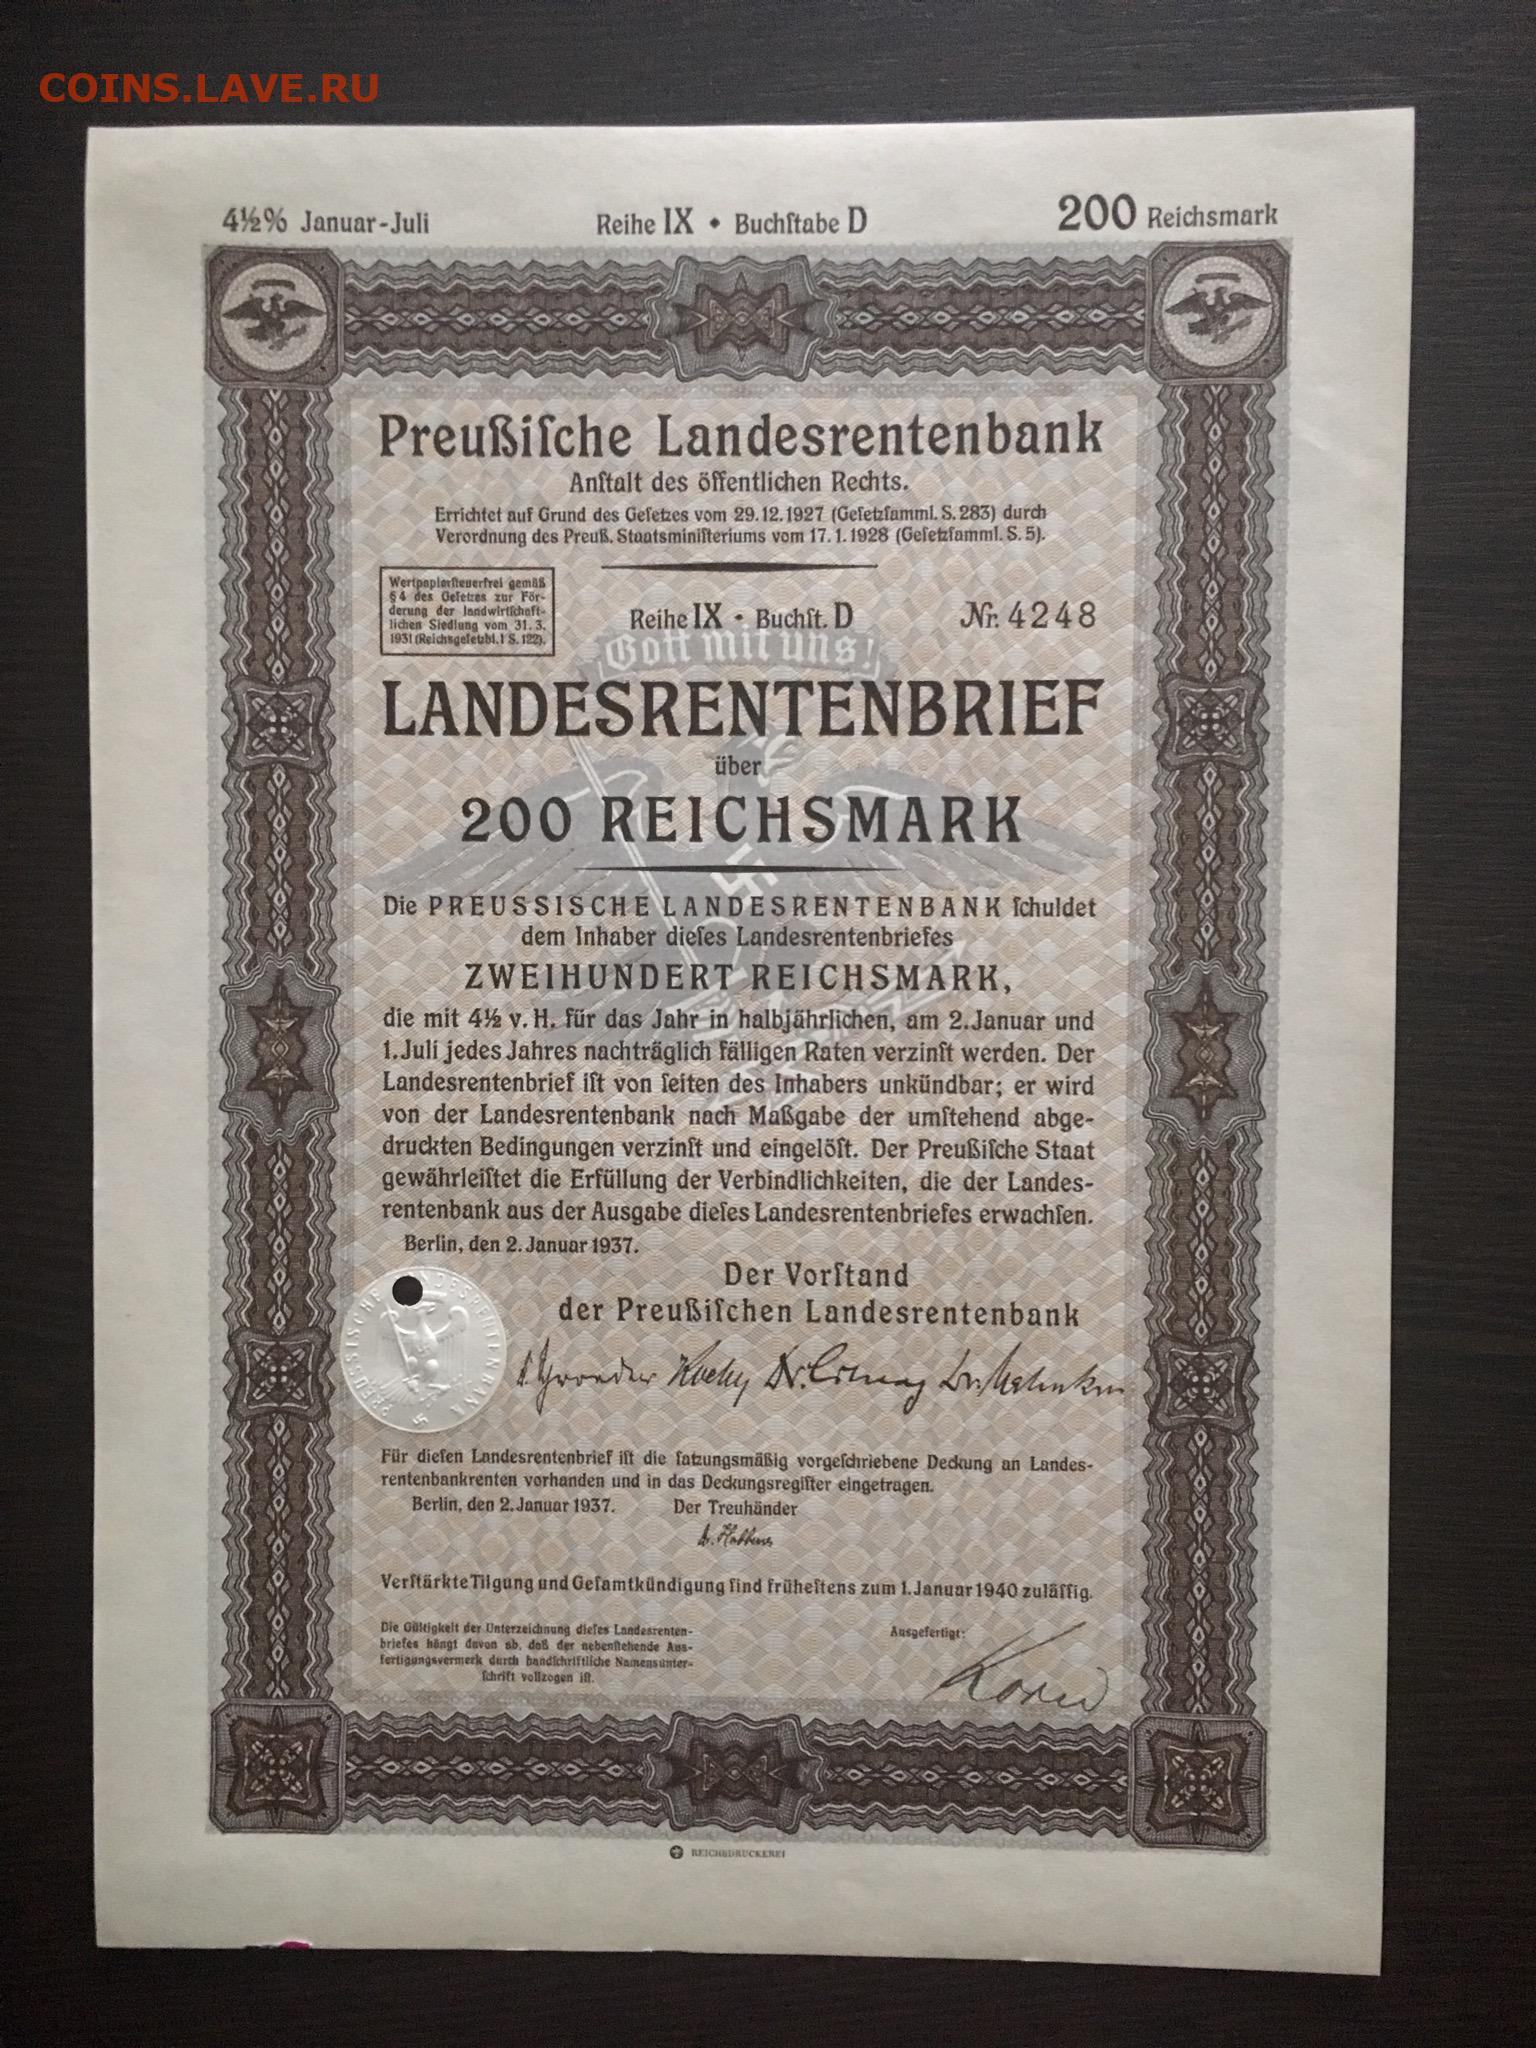 COINS.LAVE.RU
4½% Januar-Juli
Reihe IX • Buchſtabe D
200 Reichsmark
Preußiſche Landesrentenbank
Anſtalt des öffentlichen Rechts.
Errichtet auf Grund des Geſetzes vom 29.12.1927 (Geſetzſamml. S. 283) durch
Verordnung des Preuß. Staatsminiſteriums vom 17. 1. 1928 (Geſetzſamml. S. 5).
Wertpapierſteuerfrei gemäß
§ 4 des Geſetzes zur För-
derung der landwirtſchaft-
lichen Siedlung vom 31. 3.
1931 (Reichsgeſetzbl. I S. 122).
Reihe IX • Buchſt. D
Nr. 4248
Gott mit uns!
LANDESRENTENBRIEF
über
200 REICHSMARK
Die PREUSSISCHE LANDESRENTENBANK ſchuldet
dem Inhaber dieſes Landesrentenbriefes
ZWEIHUNDERT REICHSMARK,
die mit 4½ v. H. für das Jahr in halbjährlichen, am 2. Januar und
1. Juli jedes Jahres nachträglich fälligen Raten verzinſt werden. Der
Landesrentenbrief iſt von ſeiten des Inhabers unkündbar; er wird
von der Landesrentenbank nach Maßgabe der umſtehend abge-
druckten Bedingungen verzinſt und eingelöſt. Der Preußiſche Staat
gewährleiſtet die Erfüllung der Verbindlichkeiten, die der Landes-
rentenbank aus der Ausgabe dieſes Landesrentenbriefes erwachſen.
Berlin, den 2. Januar 1937.
Der Vorſtand
der Preußiſchen Landesrentenbank
PREUSSISCHE LANDESRENTENBANK
Für dieſen Landesrentenbrief iſt die ſatzungsmäßig vorgeſchriebene Deckung an Landes-
rentenbankrenten vorhanden und in das Deckungsregiſter eingetragen.
Berlin, den 2. Januar 1937. Der Treuhänder
Verſtärkte Tilgung und Geſamtkündigung ſind früheſtens zum 1. Januar 1940 zuläſſig.
Die Gültigkeit der Unterzeichnung dieſes Landesrenten-
briefes hängt davon ab, daß der nebenſtehende Aus-
fertigungsvermerk durch handſchriftliche Namensunter-
ſchrift vollzogen iſt.
Ausgefertigt:
REICHSDRUCKEREI